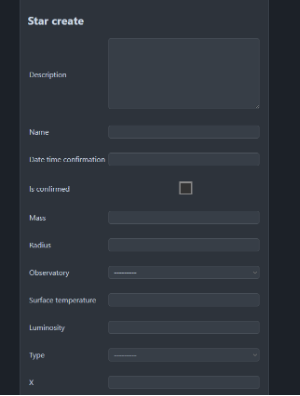 Star create
Description
Name
Date time confirmation
Is confirmed
Mass
Radius
Observatory
Surface temperature
Luminosity
Type
X